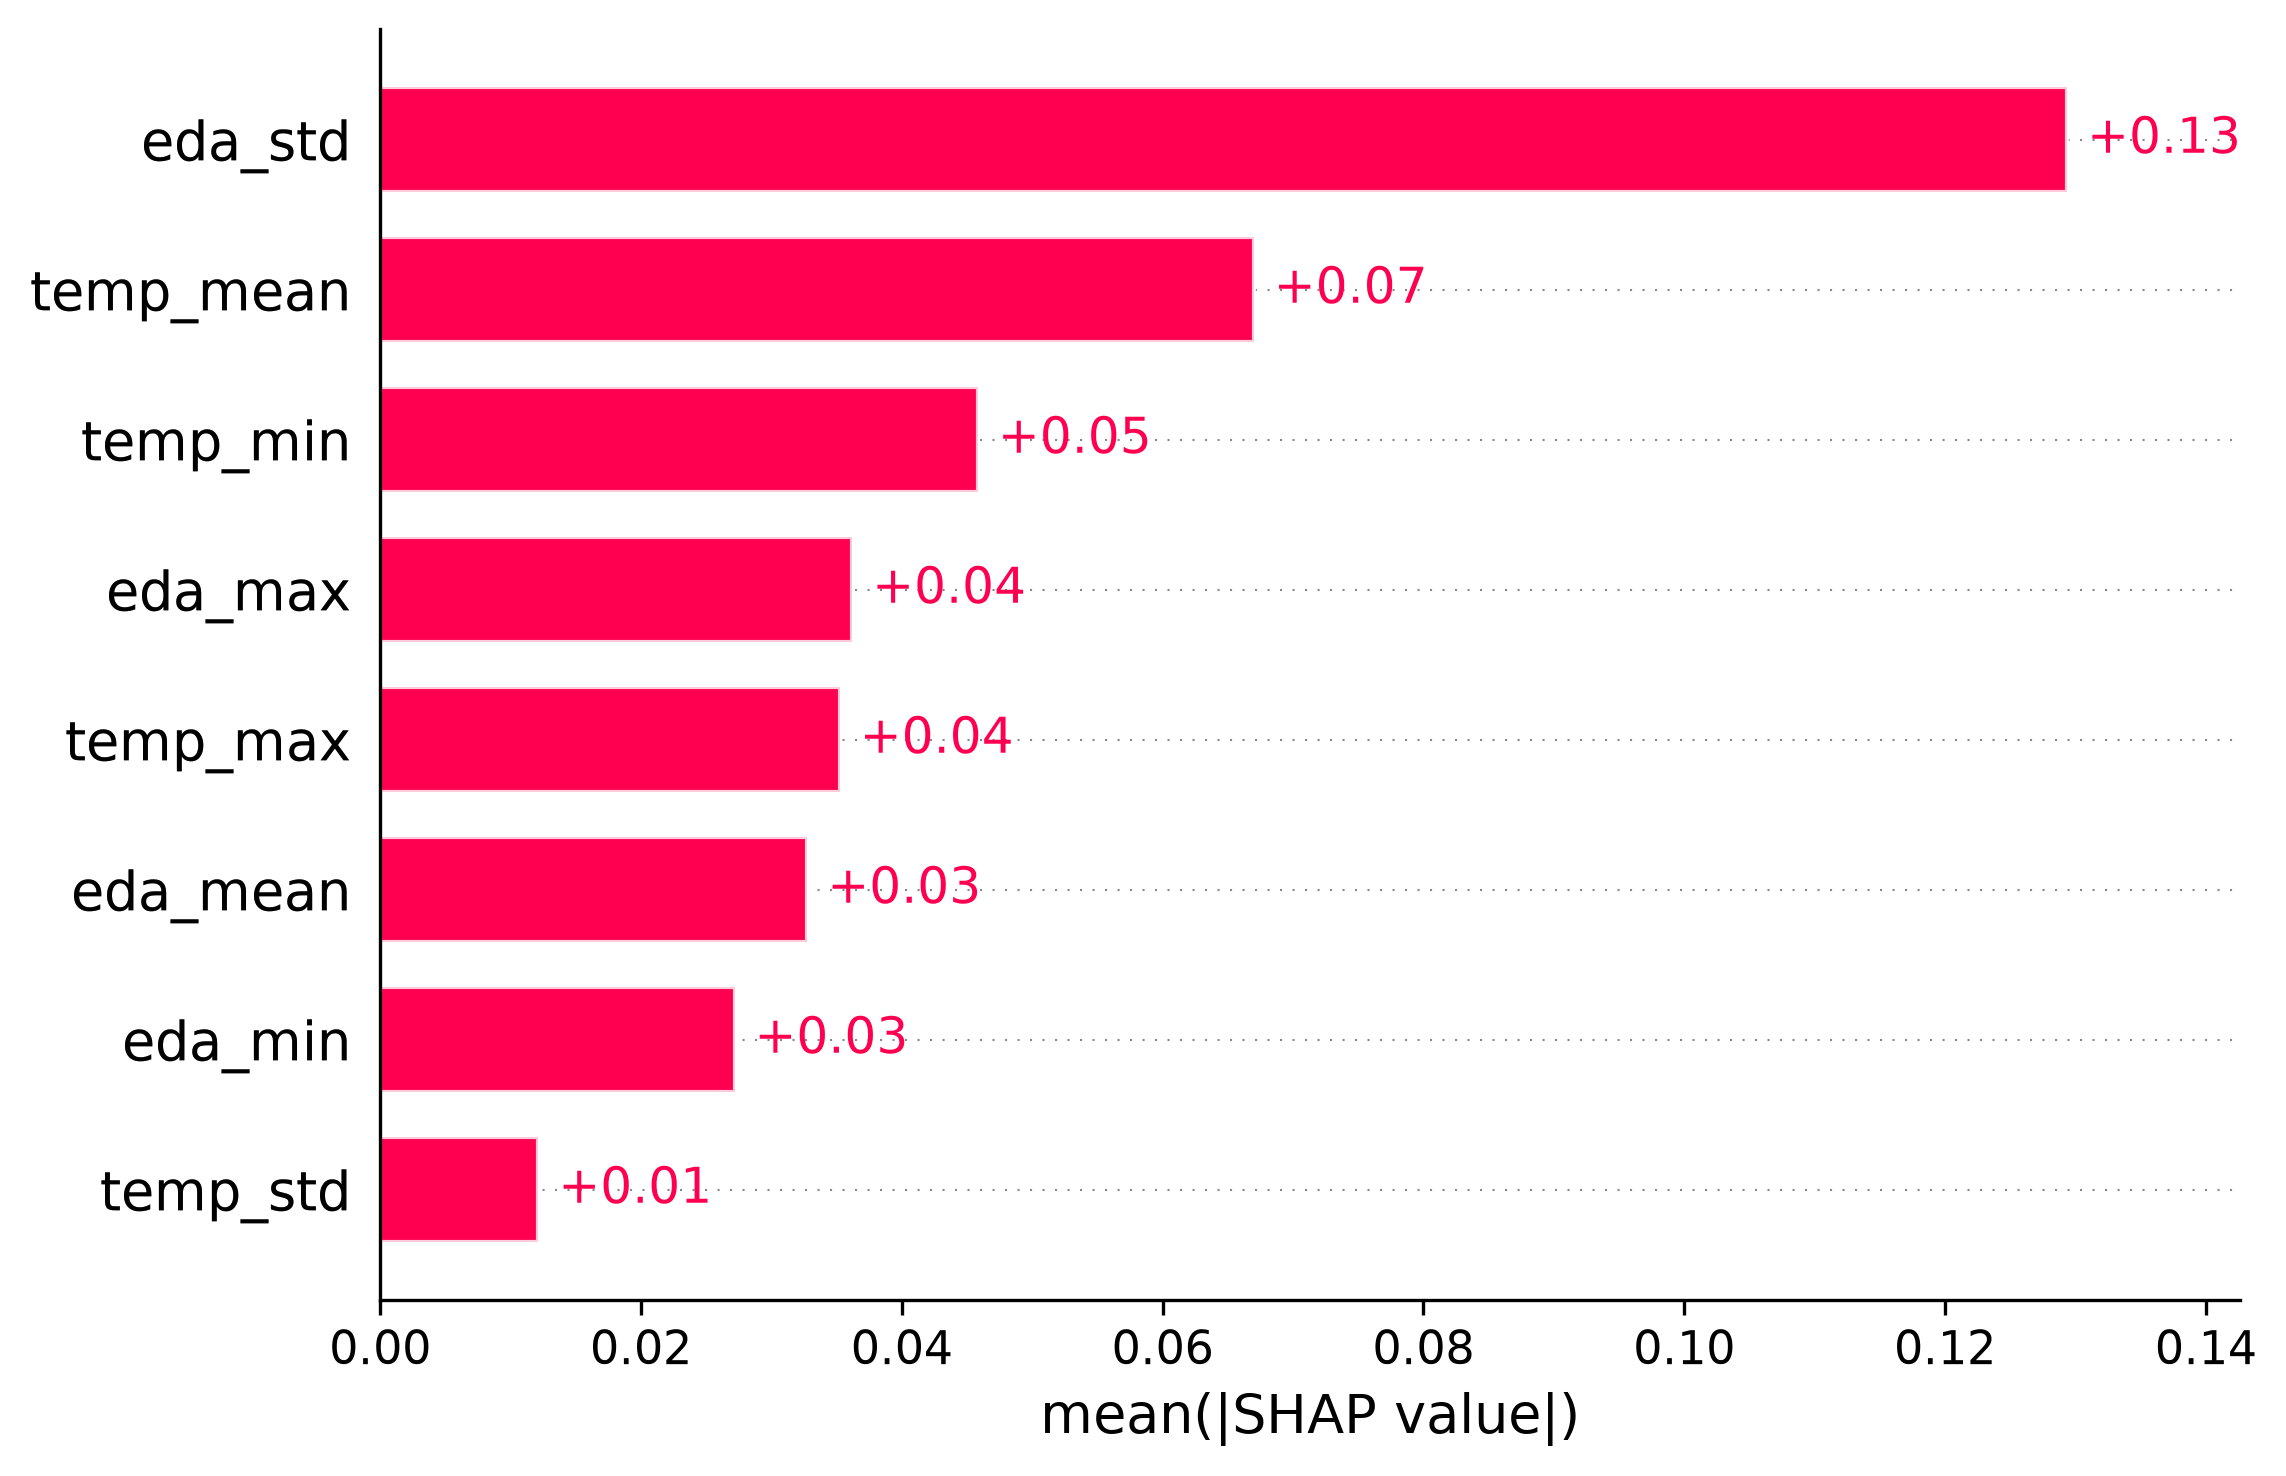 eda_std +0.13
temp_mean +0.07
temp_min +0.05
eda_max +0.04
temp_max +0.04
eda_mean +0.03
eda_min +0.03
temp_std +0.01
0.00 0.02 0.04 0.06 0.08 0.10 0.12 0.14
mean(|SHAP value|)